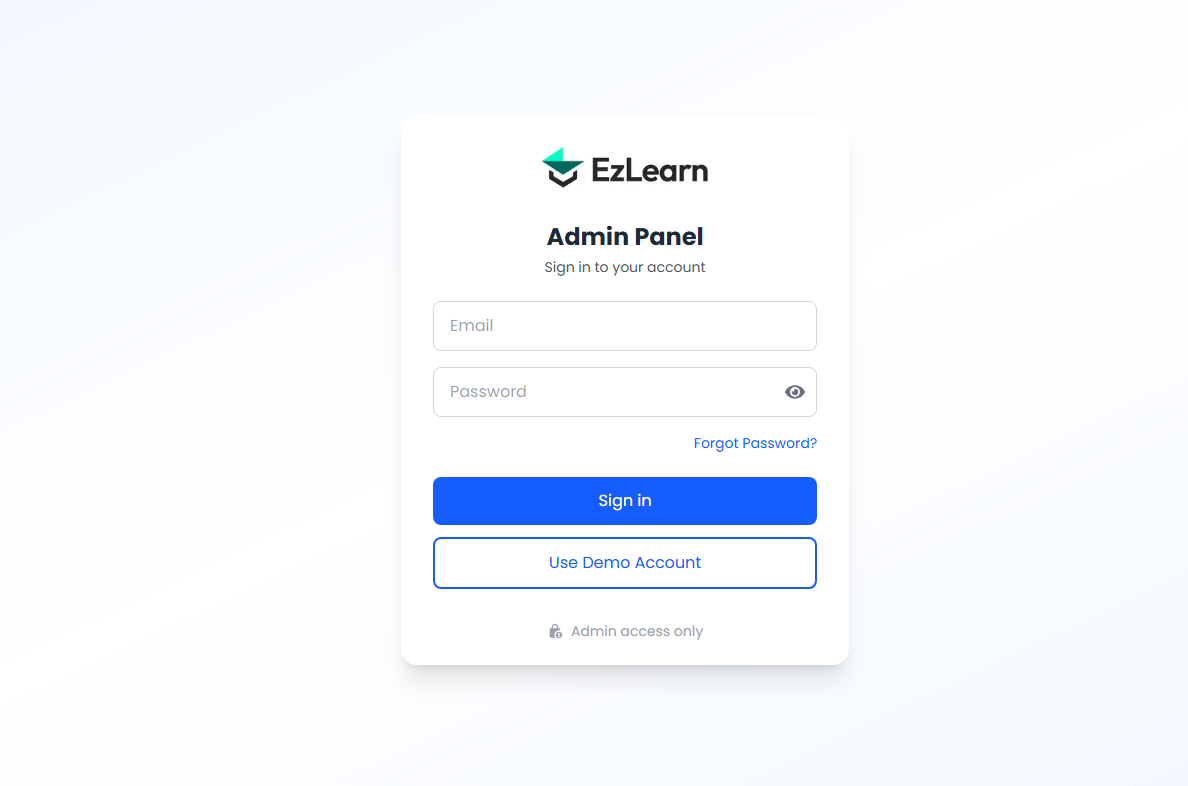 EzLearn
Admin Panel
Sign in to your account
Email
Password
Forgot Password?
Sign in
Use Demo Account
Admin access only